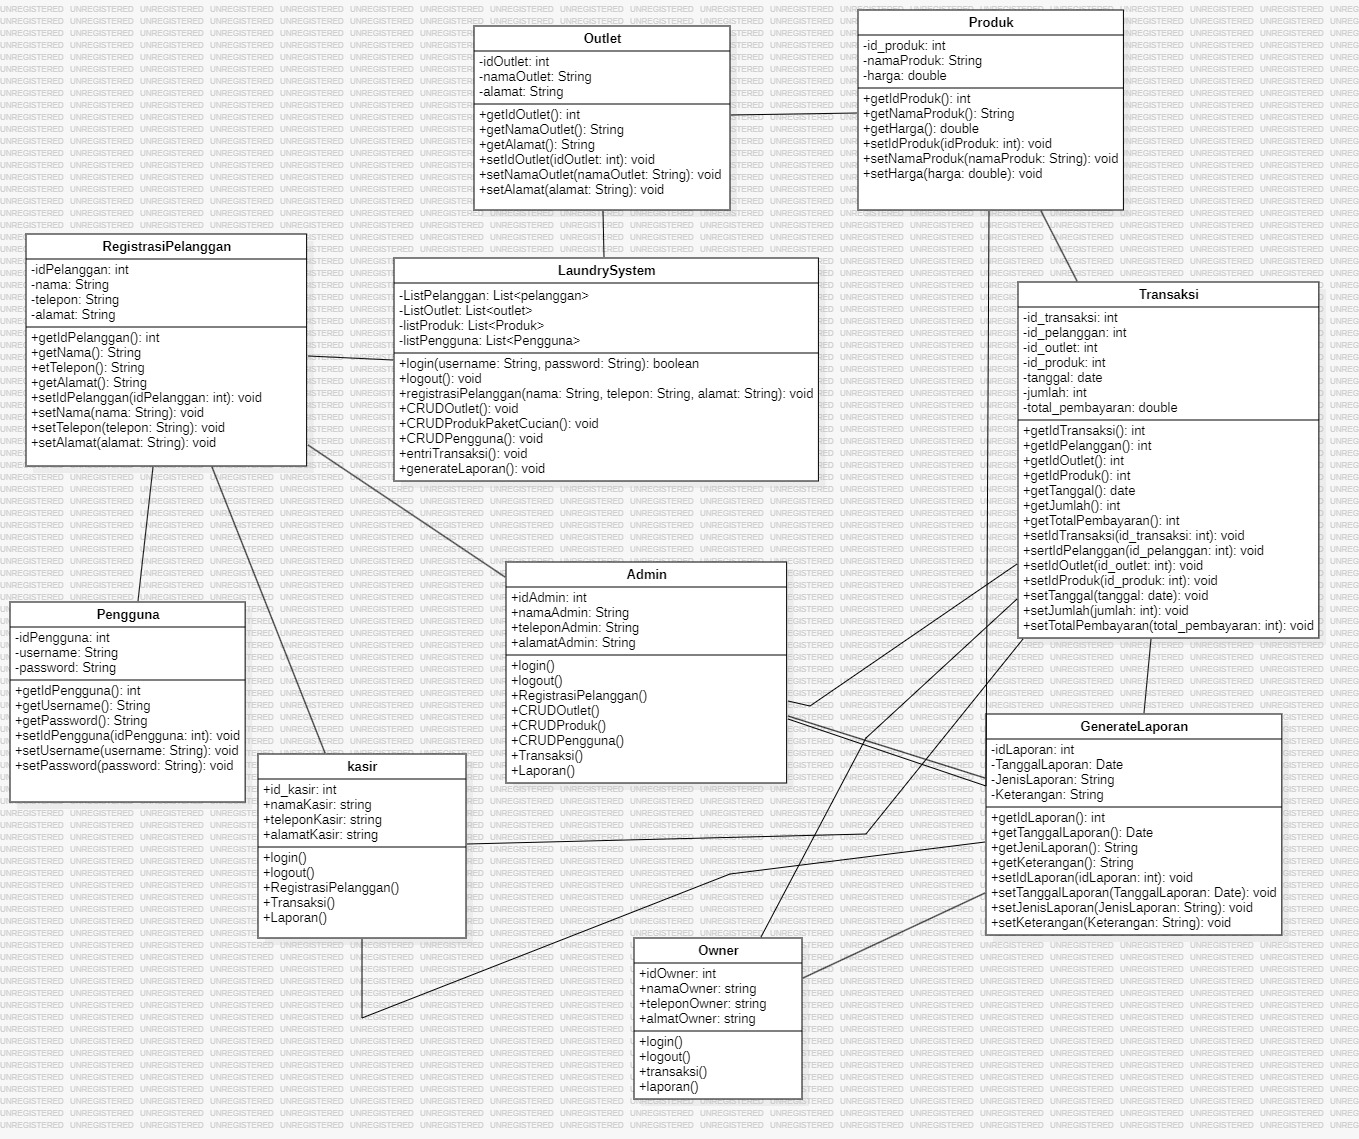 Outlet
-idOutlet: int
-namaOutlet: String
-alamat: String
+getIdOutlet(): int
+getNamaOutlet(): String
+getAlamat(): String
+setIdOutlet(idOutlet: int): void
+setNamaOutlet(namaOutlet: String): void
+setAlamat(alamat: String): void
Produk
-id_produk: int
-namaProduk: String
-harga: double
+getIdProduk(): int
+getNamaProduk(): String
+getHarga(): double
+setIdProduk(idProduk: int): void
+setNamaProduk(namaProduk: String): void
+setHarga(harga: double): void
RegistrasiPelanggan
-idPelanggan: int
-nama: String
-telepon: String
-alamat: String
+getIdPelanggan(): int
+getNama(): String
+etTelepon(): String
+getAlamat(): String
+setIdPelanggan(idPelanggan: int): void
+setNama(nama: String): void
+setTelepon(telepon: String): void
+setAlamat(alamat: String): void
LaundrySystem
-ListPelanggan: List<pelanggan>
-ListOutlet: List<outlet>
-listProduk: List<Produk>
-listPengguna: List<Pengguna>
+login(username: String, password: String): boolean
+logout(): void
+registrasiPelanggan(nama: String, telepon: String, alamat: String): void
+CRUDOutlet(): void
+CRUDProdukPaketCucian(): void
+CRUDPengguna(): void
+entriTransaksi(): void
+generateLaporan(): void
Transaksi
-id_transaksi: int
-id_pelanggan: int
-id_outlet: int
-id_produk: int
-tanggal: date
-jumlah: int
-total_pembayaran: double
+getIdTransaksi(): int
+getIdPelanggan(): int
+getIdOutlet(): int
+getIdProduk(): int
+getTanggal(): date
+getJumlah(): int
+getTotalPembayaran(): int
+setIdTransaksi(id_transaksi: int): void
+sertIdPelanggan(id_pelanggan: int): void
+setIdOutlet(id_outlet: int): void
+setIdProduk(id_produk: int): void
+setTanggal(tanggal: date): void
+setJumlah(jumlah: int): void
+setTotalPembayaran(total_pembayaran: int): void
Admin
+idAdmin: int
+namaAdmin: String
+teleponAdmin: String
+alamatAdmin: String
+login()
+logout()
+RegistrasiPelanggan()
+CRUDOutlet()
+CRUDProduk()
+CRUDPengguna()
+Transaksi()
+Laporan()
Pengguna
-idPengguna: int
-username: String
-password: String
+getIdPengguna(): int
+getUsername(): String
+getPassword(): String
+setIdPengguna(idPengguna: int): void
+setUsername(username: String): void
+setPassword(password: String): void
kasir
+id_kasir: int
+namaKasir: string
+teleponKasir: string
+alamatKasir: string
+login()
+logout()
+RegistrasiPelanggan()
+Transaksi()
+Laporan()
GenerateLaporan
-idLaporan: int
-TanggalLaporan: Date
-JenisLaporan: String
-Keterangan: String
+getIdLaporan(): int
+getTanggalLaporan(): Date
+getJeniLaporan(): String
+getKeterangan(): String
+setIdLaporan(idLaporan: int): void
+setTanggalLaporan(TanggalLaporan: Date): void
+setJenisLaporan(JenisLaporan: String): void
+setKeterangan(Keterangan: String): void
Owner
+idOwner: int
+namaOwner: string
+teleponOwner: string
+almatOwner: string
+login()
+logout()
+transaksi()
+laporan()
UNREGISTERED